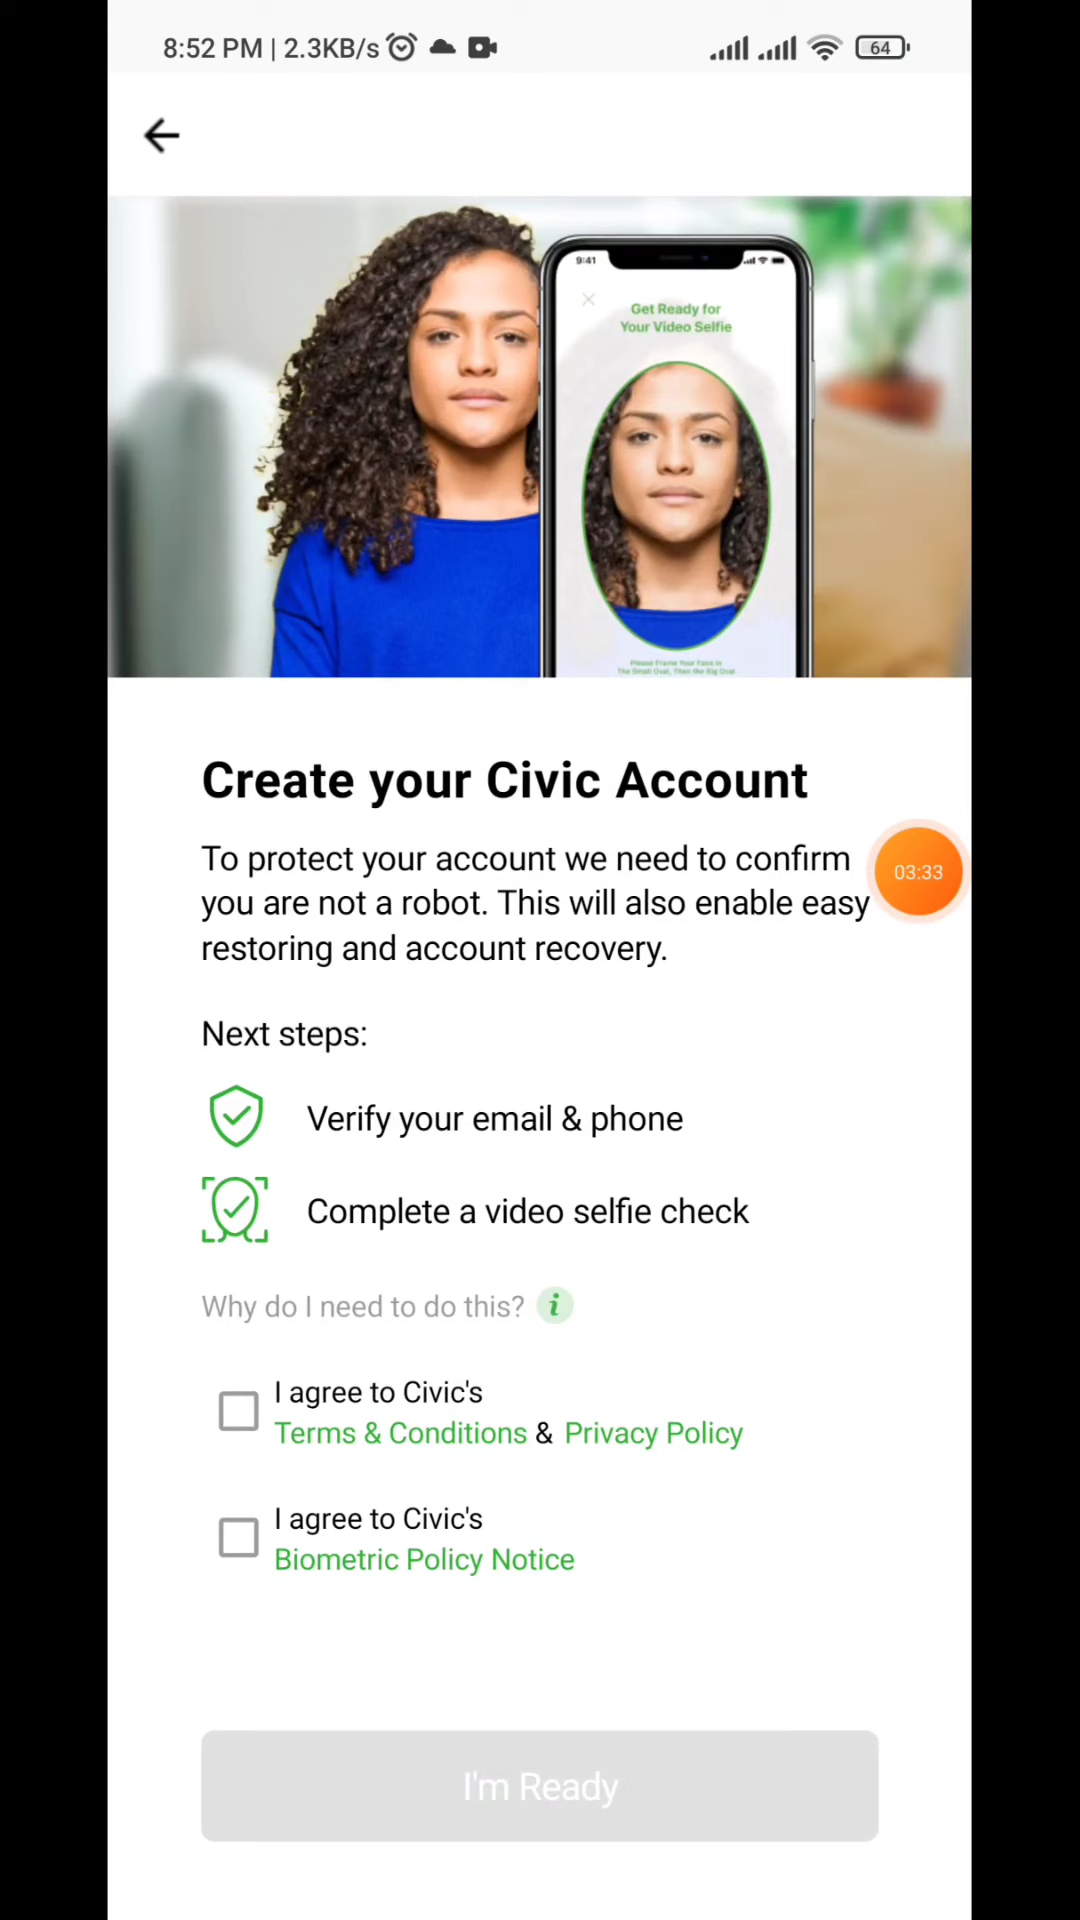 8:52 PM | 2.3KB/s
64
9:41
Get Ready for
Your Video Selfie
Please Frame Your Face In
The Small Oval, Then the Big Oval
Create your Civic Account
To protect your account we need to confirm
you are not a robot. This will also enable easy
restoring and account recovery.
03:33
Next steps:
Verify your email & phone
Complete a video selfie check
Why do I need to do this? i
I agree to Civic's
Terms & Conditions & Privacy Policy
I agree to Civic's
Biometric Policy Notice
I'm Ready